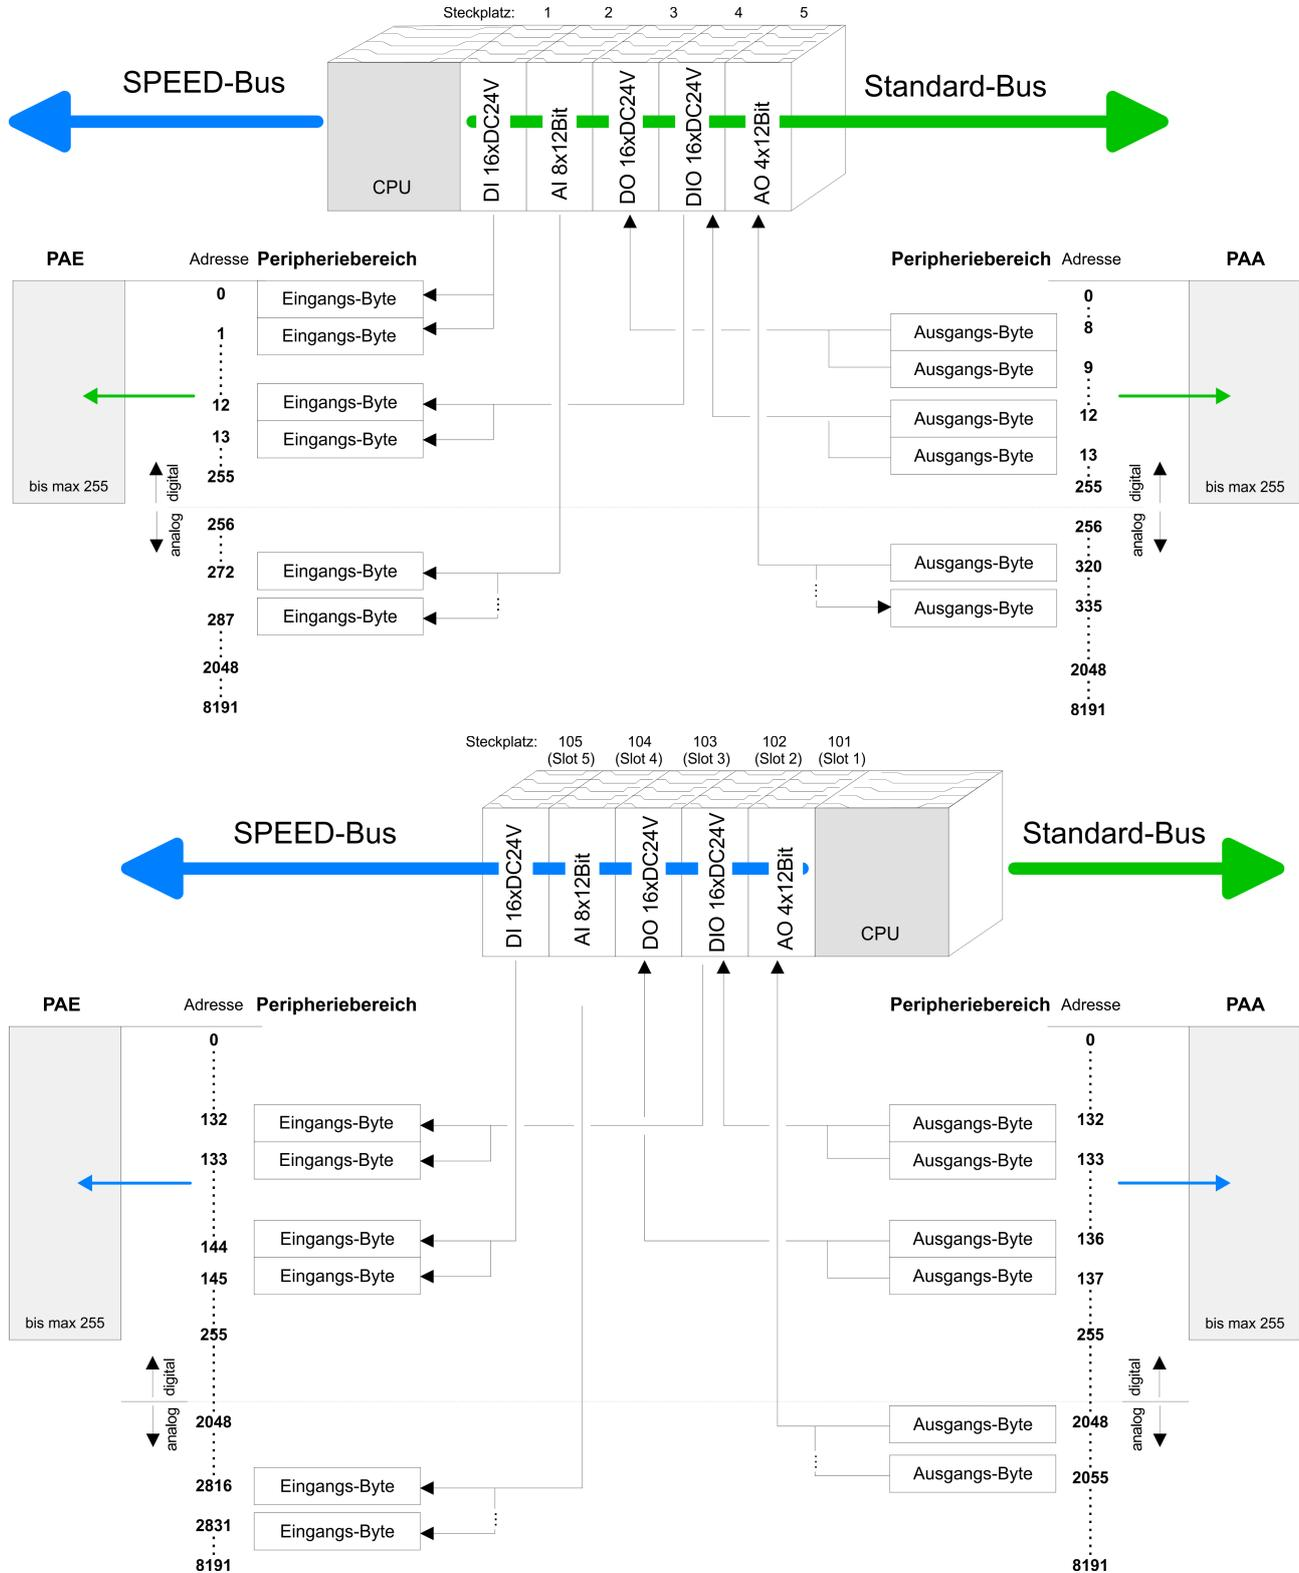 Steckplatz: 1 2 3 4 5
SPEED-Bus
Standard-Bus
CPU
DI 16xDC24V
AI 8x12Bit
DO 16xDC24V
DIO 16xDC24V
AO 4x12Bit
PAE
Adresse
Peripheriebereich
Peripheriebereich
Adresse
PAA
0
Eingangs-Byte
1
Eingangs-Byte
12
Eingangs-Byte
13
Eingangs-Byte
255
bis max 255
digital
analog
256
272
Eingangs-Byte
287
Eingangs-Byte
2048
8191
0
Ausgangs-Byte
8
Ausgangs-Byte
9
Ausgangs-Byte
12
Ausgangs-Byte
13
255
bis max 255
digital
analog
256
Ausgangs-Byte
320
Ausgangs-Byte
335
2048
8191
Steckplatz: 105 104 103 102 101
(Slot 5) (Slot 4) (Slot 3) (Slot 2) (Slot 1)
SPEED-Bus
Standard-Bus
DI 16xDC24V
AI 8x12Bit
DO 16xDC24V
DIO 16xDC24V
AO 4x12Bit
CPU
PAE
Adresse
Peripheriebereich
Peripheriebereich
Adresse
PAA
0
132
Eingangs-Byte
133
Eingangs-Byte
144
Eingangs-Byte
145
Eingangs-Byte
bis max 255
255
digital
analog
2048
2816
Eingangs-Byte
2831
Eingangs-Byte
8191
0
Ausgangs-Byte
132
Ausgangs-Byte
133
Ausgangs-Byte
136
Ausgangs-Byte
137
255
bis max 255
digital
analog
Ausgangs-Byte
2048
Ausgangs-Byte
2055
8191